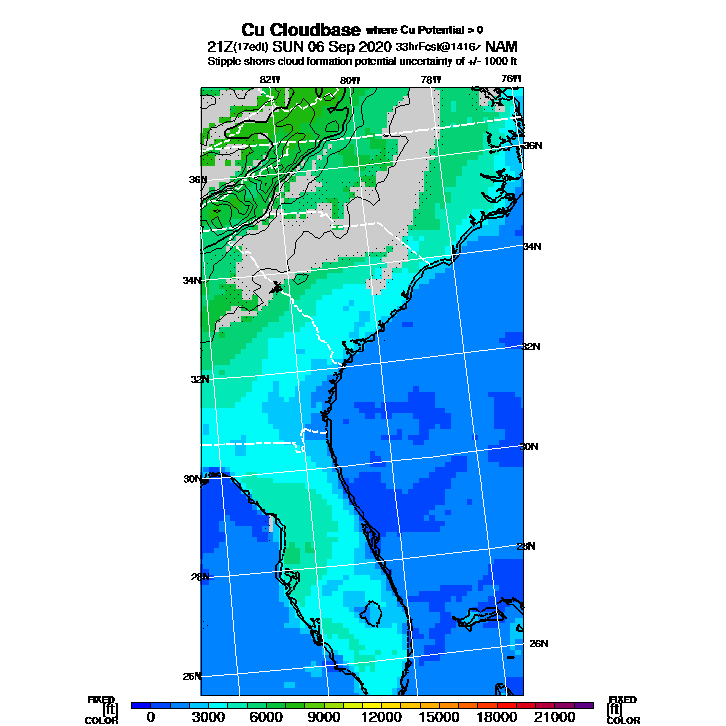 Cu Cloudbase where Cu Potential > 0
21Z(17edt) SUN 06 Sep 2020 33hrFcst@1416z NAM
Stipple shows cloud formation potential uncertainty of +/- 1000 ft
82W 80W 78W 76W
36N 36N
34N 34N
32N 32N
30N 30N
28N 28N
26N 26N
FIXED FIXED
[ft] [ft]
COLOR COLOR
0 3000 6000 9000 12000 15000 18000 21000